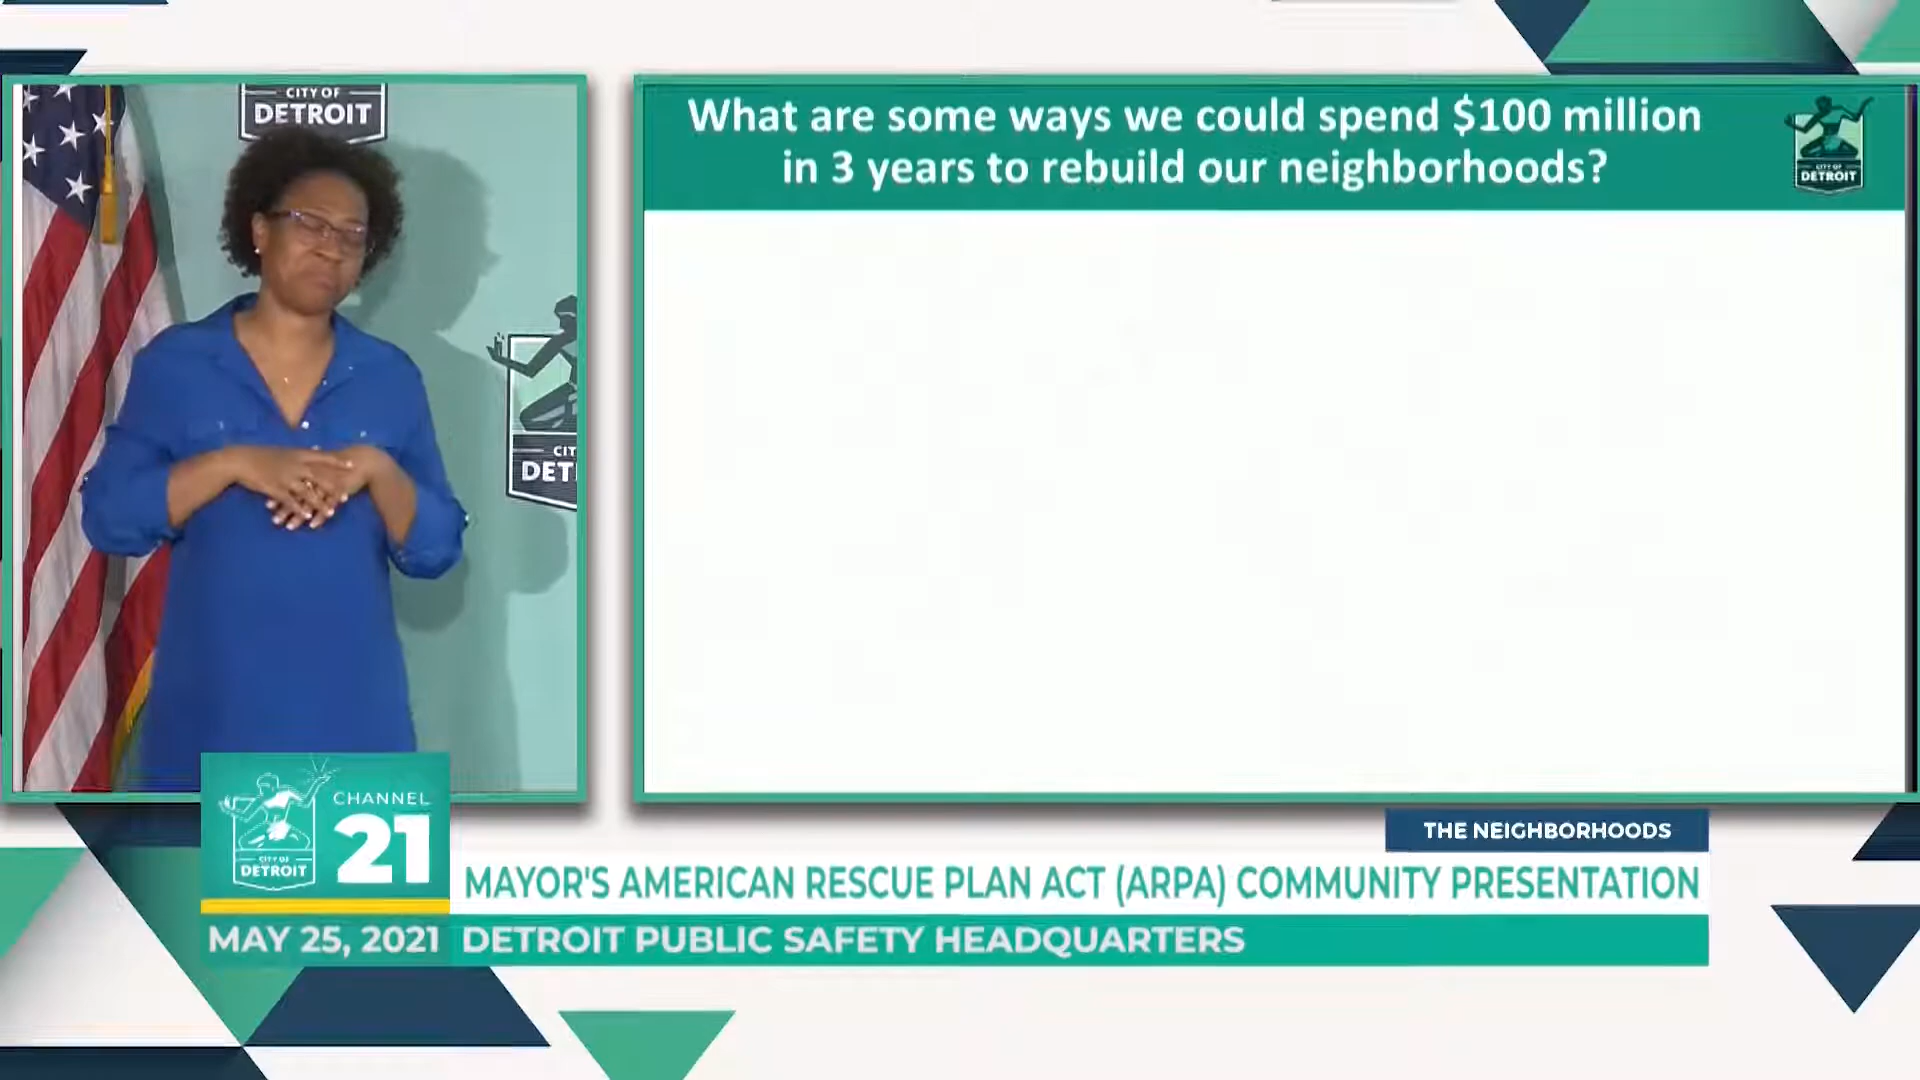 CITY OF
DETROIT
CIT
DET
What are some ways we could spend $100 million
in 3 years to rebuild our neighborhoods?
CITY OF
DETROIT
CHANNEL
21
CITY OF
DETROIT
THE NEIGHBORHOODS
MAYOR'S AMERICAN RESCUE PLAN ACT (ARPA) COMMUNITY PRESENTATION
MAY 25, 2021
DETROIT PUBLIC SAFETY HEADQUARTERS